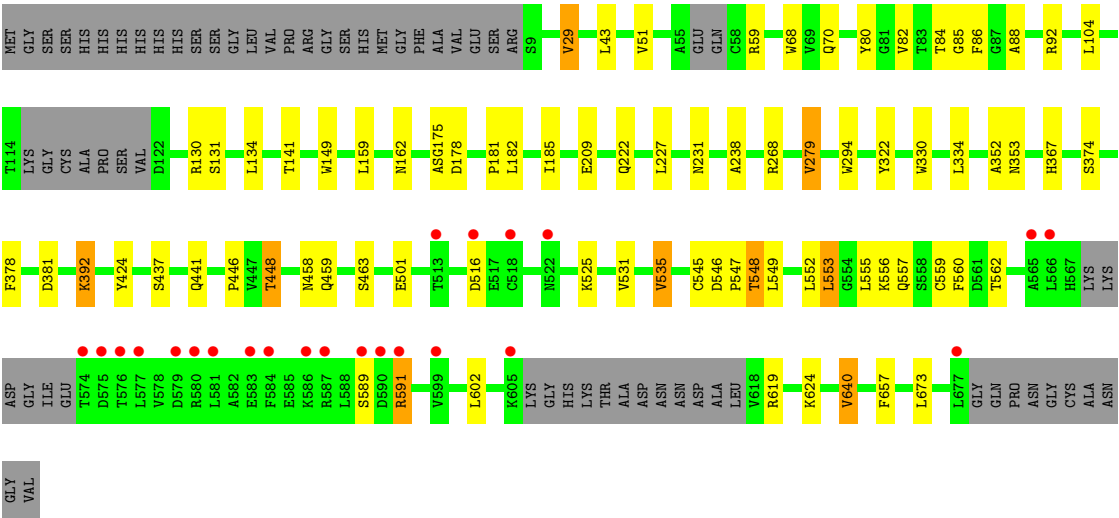 MET GLY SER SER HIS HIS HIS HIS HIS HIS SER SER GLY LEU VAL PRO ARG GLY SER HIS MET GLY PHE ALA VAL GLU SER ARG S9 V29 L43 V51 A55 GLU GLN C58 R59 W68 V69 Q70 Y80 G81 V82 T83 T84 G85 F86 G87 A88 R92 L104
T114 LYS GLY CYS ALA PRO SER VAL D122 R130 S131 L134 T141 W149 L159 N162 ASG175 D178 P181 L182 I185 E209 Q222 L227 N231 A238 R268 V279 W294 Y322 W330 L334 A352 N353 H367 S374
F378 D381 K392 Y424 S437 Q441 P446 V447 T448 N458 Q459 S463 E501 T513 D516 E517 C518 N522 K525 V531 V535 C545 D546 P547 T548 L549 L552 L553 G554 L555 K556 Q557 S558 C559 F560 D561 T562 A565 L566 H567 LYS LYS
ASP GLY ILE GLU T574 D575 T576 L577 V578 D579 R580 L581 A582 E583 F584 E585 K586 R587 L588 S589 D590 R591 V599 L602 K605 LYS GLY HIS LYS THR ALA ASP ASN ASN ASP ALA LEU V618 R619 K624 V640 F657 L673 L677 GLY GLN PRO ASN GLY CYS ALA ASN
GLY VAL